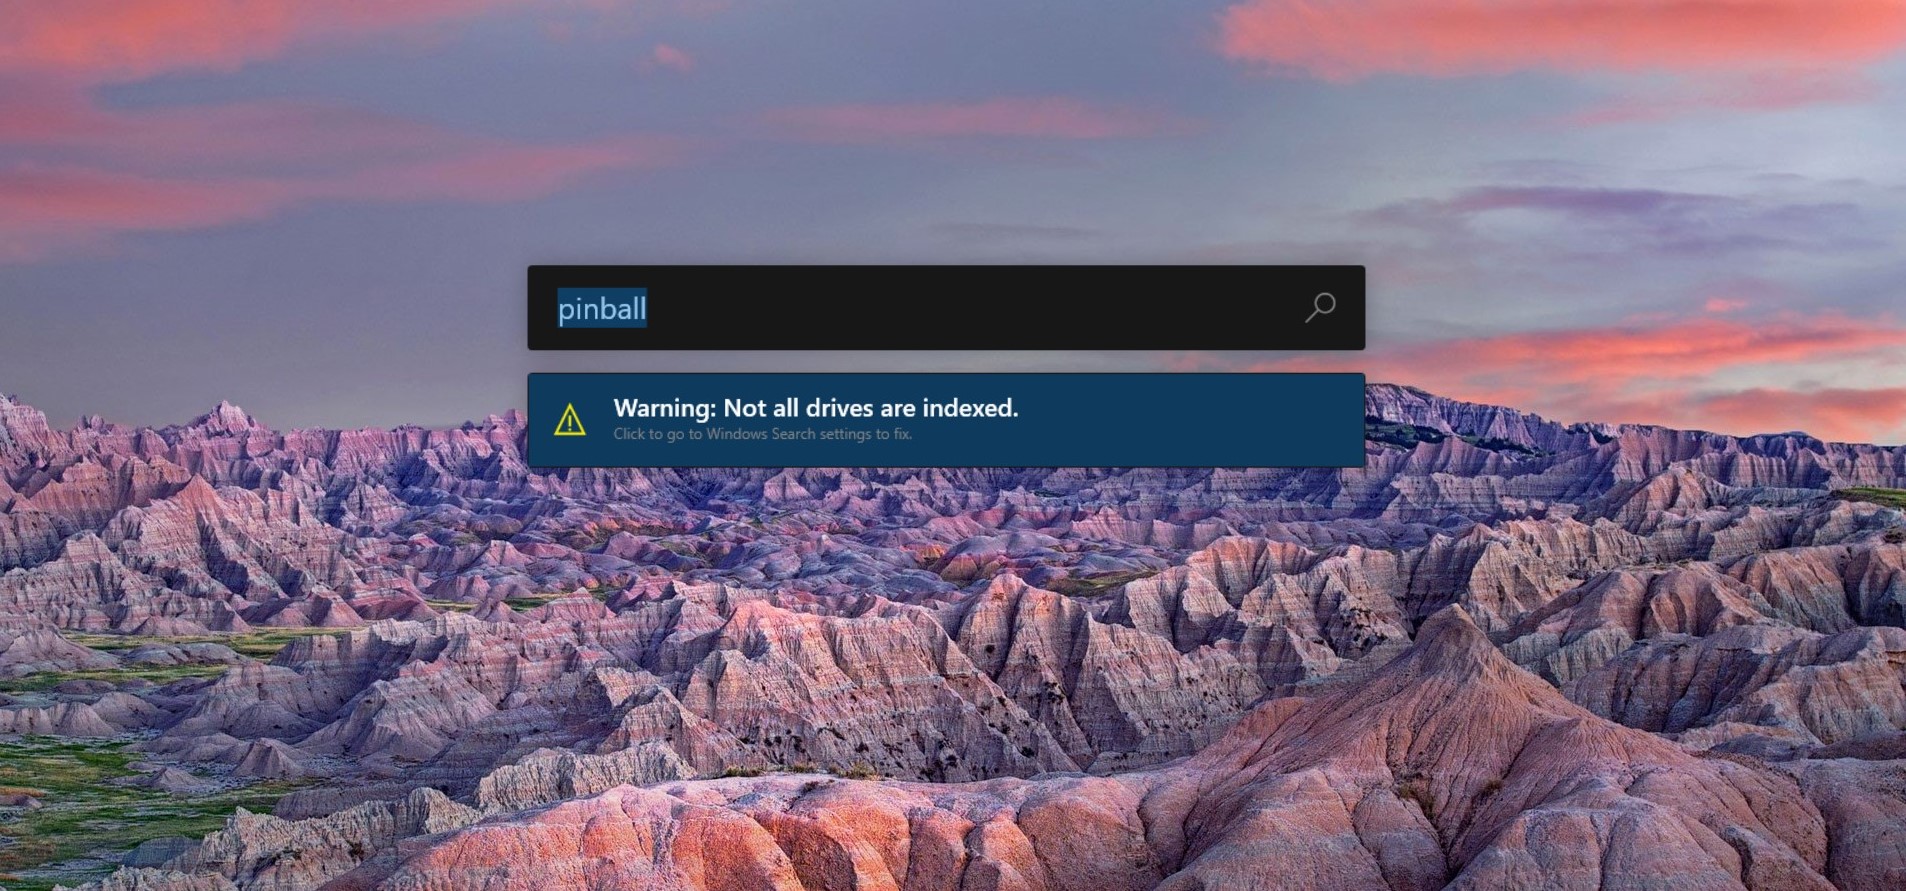 pinball
Warning: Not all drives are indexed.
Click to go to Windows Search settings to fix.